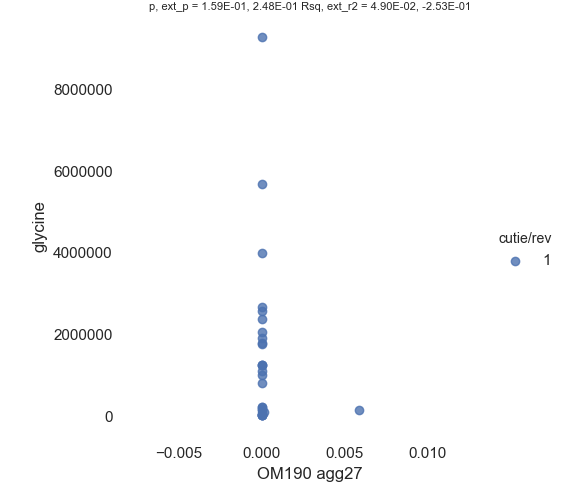 p, ext_p = 1.59E-01, 2.48E-01 Rsq, ext_r2 = 4.90E-02, -2.53E-01
8000000
6000000
4000000
2000000
0
glycine
cutie/rev
1
−0.005
0.000
0.005
0.010
OM190 agg27